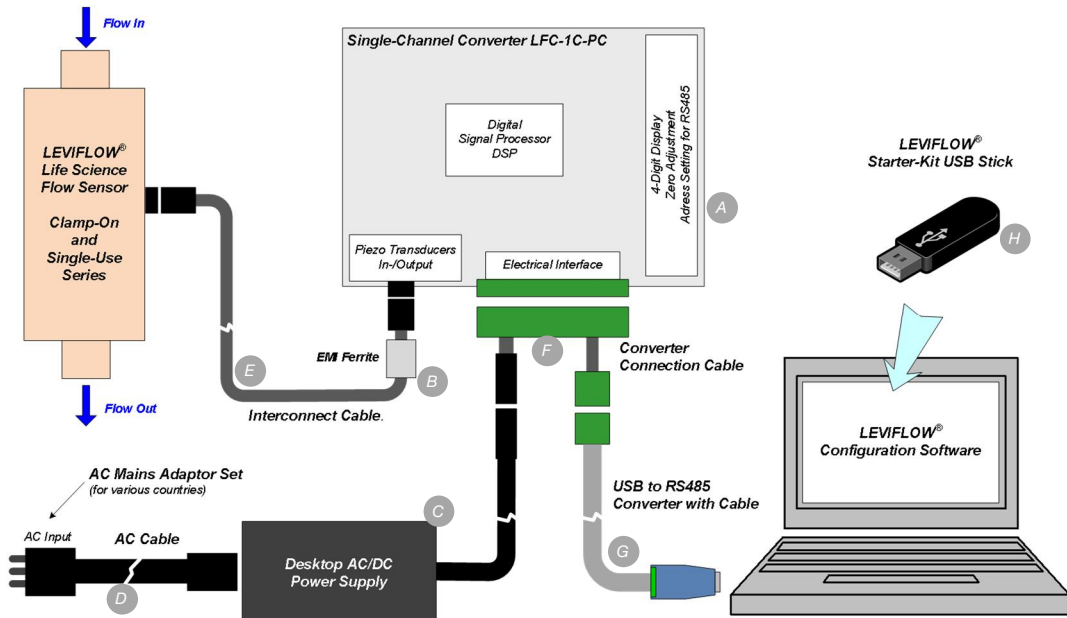 Flow In
LEVIFLOW®
Life Science
Flow Sensor
Clamp-On
and
Single-Use
Series
Flow Out
Single-Channel Converter LFC-1C-PC
Digital
Signal Processor
DSP
4-Digit Display
Zero Adjustment
Adress Setting for RS485
A
Piezo Transducers
In-/Output
Electrical Interface
LEVIFLOW®
Starter-Kit USB Stick
H
EMI Ferrite
B
E
Interconnect Cable.
F
Converter
Connection Cable
LEVIFLOW®
Configuration Software
AC Mains Adaptor Set
(for various countries)
AC Input
AC Cable
D
C
Desktop AC/DC
Power Supply
USB to RS485
Converter with Cable
G